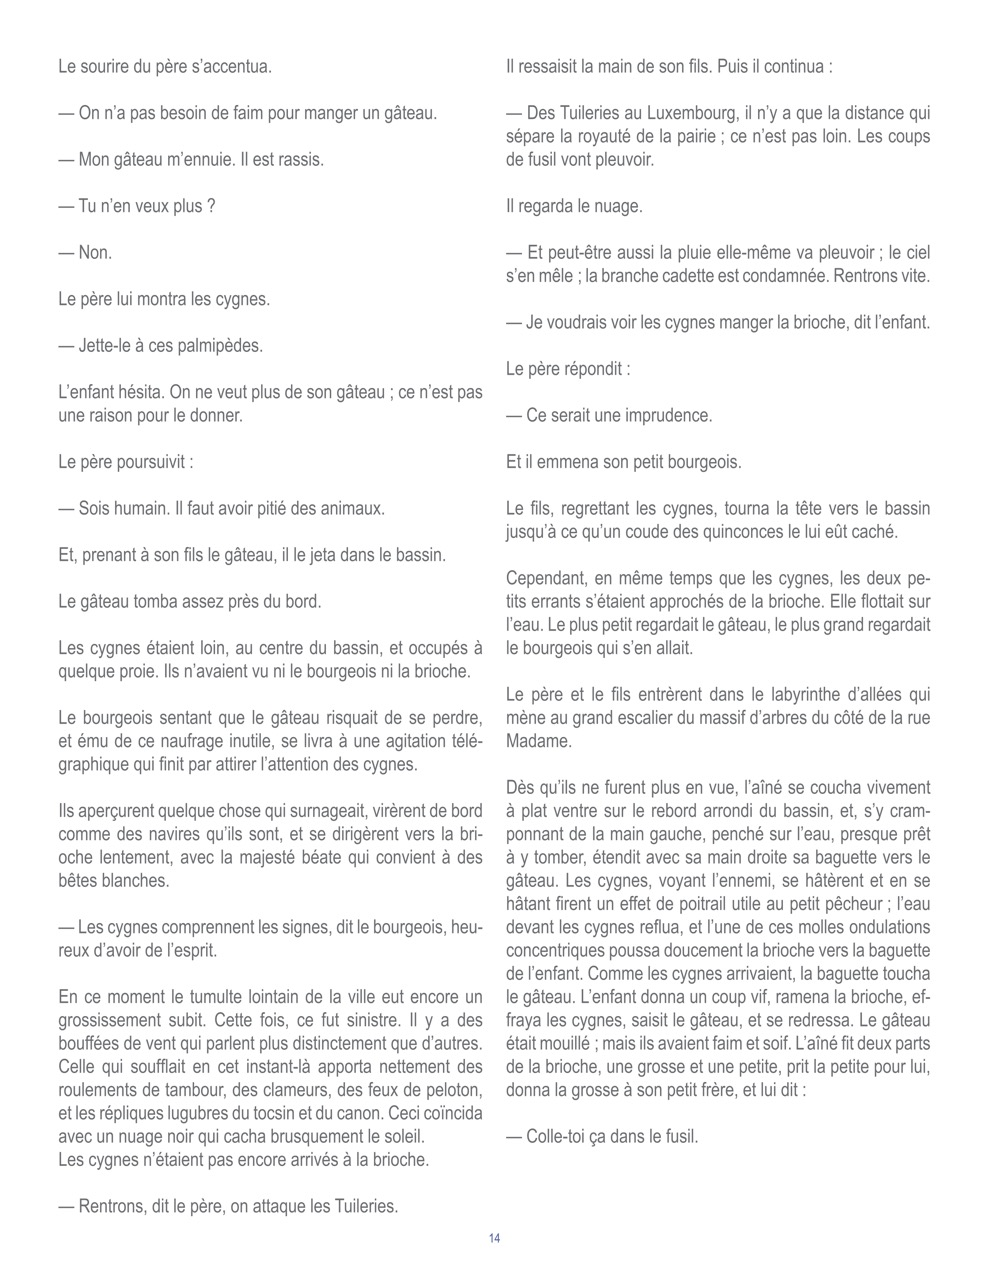 Le sourire du père s’accentua.
— On n’a pas besoin de faim pour manger un gâteau.
— Mon gâteau m’ennuie. Il est rassis.
— Tu n’en veux plus ?
— Non.
Le père lui montra les cygnes.
— Jette-le à ces palmipèdes.
L’enfant hésita. On ne veut plus de son gâteau ; ce n’est pas
une raison pour le donner.
Le père poursuivit :
— Sois humain. Il faut avoir pitié des animaux.
Et, prenant à son fils le gâteau, il le jeta dans le bassin.
Le gâteau tomba assez près du bord.
Les cygnes étaient loin, au centre du bassin, et occupés à
quelque proie. Ils n’avaient vu ni le bourgeois ni la brioche.
Le bourgeois sentant que le gâteau risquait de se perdre,
et ému de ce naufrage inutile, se livra à une agitation télé-
graphique qui finit par attirer l’attention des cygnes.
Ils aperçurent quelque chose qui surnageait, virèrent de bord
comme des navires qu’ils sont, et se dirigèrent vers la bri-
oche lentement, avec la majesté béate qui convient à des
bêtes blanches.
— Les cygnes comprennent les signes, dit le bourgeois, heu-
reux d’avoir de l’esprit.
En ce moment le tumulte lointain de la ville eut encore un
grossissement subit. Cette fois, ce fut sinistre. Il y a des
bouffées de vent qui parlent plus distinctement que d’autres.
Celle qui soufflait en cet instant-là apporta nettement des
roulements de tambour, des clameurs, des feux de peloton,
et les répliques lugubres du tocsin et du canon. Ceci coïncida
avec un nuage noir qui cacha brusquement le soleil.
Les cygnes n’étaient pas encore arrivés à la brioche.
— Rentrons, dit le père, on attaque les Tuileries.
Il ressaisit la main de son fils. Puis il continua :
— Des Tuileries au Luxembourg, il n’y a que la distance qui
sépare la royauté de la pairie ; ce n’est pas loin. Les coups
de fusil vont pleuvoir.
Il regarda le nuage.
— Et peut-être aussi la pluie elle-même va pleuvoir ; le ciel
s’en mêle ; la branche cadette est condamnée. Rentrons vite.
— Je voudrais voir les cygnes manger la brioche, dit l’enfant.
Le père répondit :
— Ce serait une imprudence.
Et il emmena son petit bourgeois.
Le fils, regrettant les cygnes, tourna la tête vers le bassin
jusqu’à ce qu’un coude des quinconces le lui eût caché.
Cependant, en même temps que les cygnes, les deux pe-
tits errants s’étaient approchés de la brioche. Elle flottait sur
l’eau. Le plus petit regardait le gâteau, le plus grand regardait
le bourgeois qui s’en allait.
Le père et le fils entrèrent dans le labyrinthe d’allées qui
mène au grand escalier du massif d’arbres du côté de la rue
Madame.
Dès qu’ils ne furent plus en vue, l’aîné se coucha vivement
à plat ventre sur le rebord arrondi du bassin, et, s’y cram-
ponnant de la main gauche, penché sur l’eau, presque prêt
à y tomber, étendit avec sa main droite sa baguette vers le
gâteau. Les cygnes, voyant l’ennemi, se hâtèrent et en se
hâtant firent un effet de poitrail utile au petit pêcheur ; l’eau
devant les cygnes reflua, et l’une de ces molles ondulations
concentriques poussa doucement la brioche vers la baguette
de l’enfant. Comme les cygnes arrivaient, la baguette toucha
le gâteau. L’enfant donna un coup vif, ramena la brioche, ef-
fraya les cygnes, saisit le gâteau, et se redressa. Le gâteau
était mouillé ; mais ils avaient faim et soif. L’aîné fit deux parts
de la brioche, une grosse et une petite, prit la petite pour lui,
donna la grosse à son petit frère, et lui dit :
— Colle-toi ça dans le fusil.
14